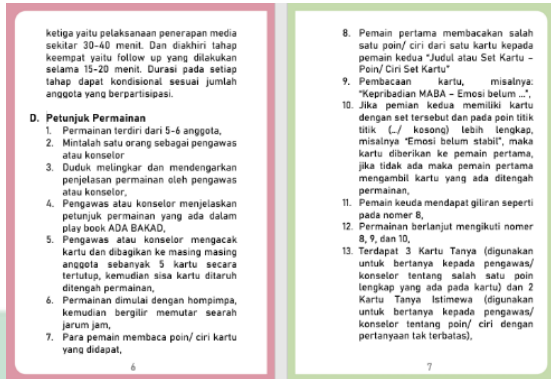 ketiga yaitu pelaksanaan penerapan media
sekitar 30-40 menit. Dan diakhiri tahap
keempat yaitu follow up yang dilakukan
selama 15-20 menit. Durasi pada setiap
tahap dapat kondisional sesuai jumlah
anggota yang berpartisipasi.
D. Petunjuk Permainan
1. Permainan terdiri dari 5-6 anggota,
2. Mintalah satu orang sebagai pengawas
atau konselor
3. Duduk melingkar dan mendengarkan
penjelasan permainan oleh pengawas
atau konselor,
4. Pengawas atau konselor menjelaskan
petunjuk permainan yang ada dalam
play book ADA BAKAD,
5. Pengawas atau konselor mengacak
kartu dan dibagikan ke masing masing
anggota sebanyak 5 kartu secara
tertutup, kemudian sisa kartu ditaruh
ditengah permainan,
6. Permainan dimulai dengan hompimpa,
kemudian bergilir memutar searah
jarum jam,
7. Para pemain membaca poin/ ciri kartu
yang didapat,
6
8. Pemain pertama membacakan salah
satu poin/ ciri dari satu kartu kepada
pemain kedua "Judul atau Set Kartu -
Poin/ Ciri Set Kartu"
9. Pembacaan kartu, misalnya:
"Kepribadian MABA - Emosi belum ...",
10. Jika pemian kedua memiliki kartu
dengan set tersebut dan pada poin titik
titik (.../ kosong) lebih lengkap,
misalnya "Emosi belum stabil", maka
kartu diberikan ke pemain pertama,
jika tidak ada maka pemain pertama
mengambil kartu yang ada ditengah
permainan,
11. Pemain keuda mendapat giliran seperti
pada nomer 8,
12. Permainan berlanjut mengikuti nomer
8, 9, dan 10,
13. Terdapat 3 Kartu Tanya (digunakan
untuk bertanya kepada pengawas/
konselor tentang salah satu poin
lengkap yang ada pada kartu) dan 2
Kartu Tanya Istimewa (digunakan
untuk bertanya kepada pengawas/
konselor tentang poin/ ciri dengan
pertanyaan tak terbatas),
7